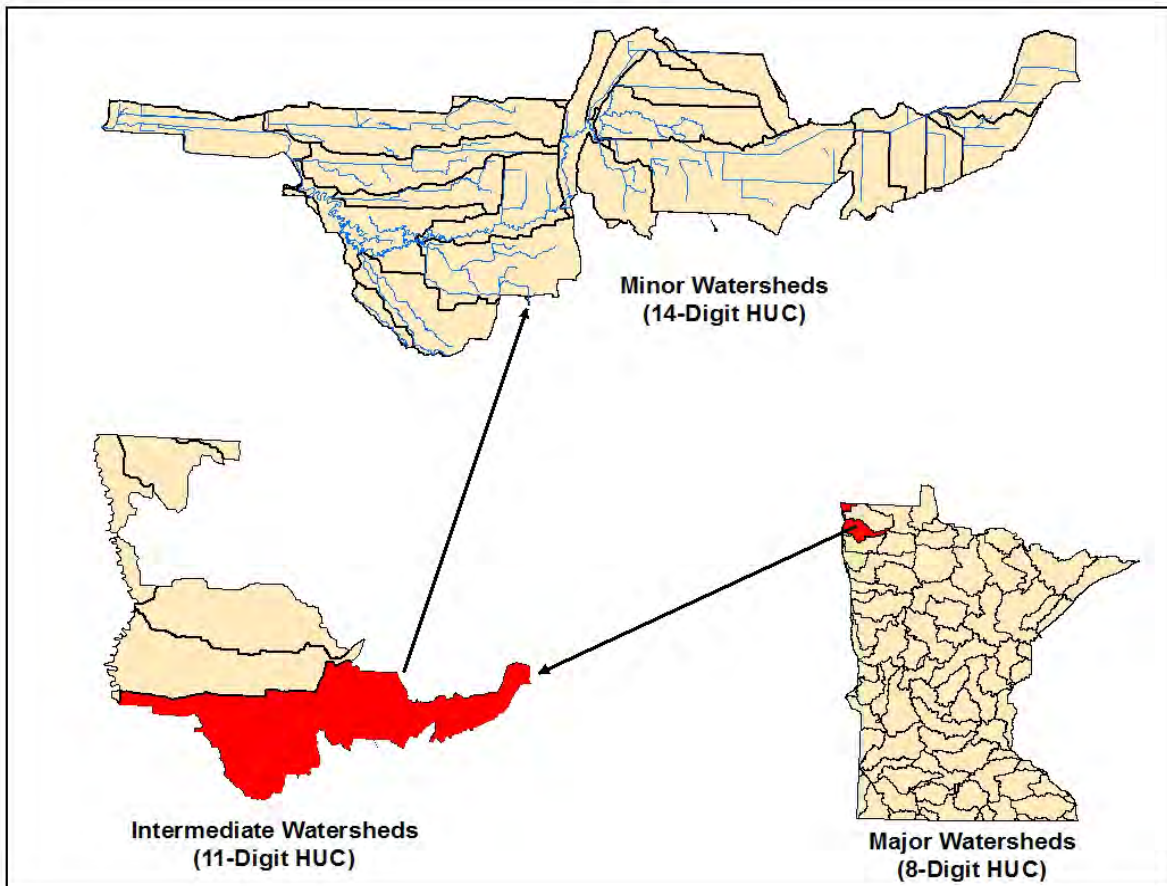 Minor Watersheds
(14-Digit HUC)
Intermediate Watersheds
(11-Digit HUC)
Major Watersheds
(8-Digit HUC)